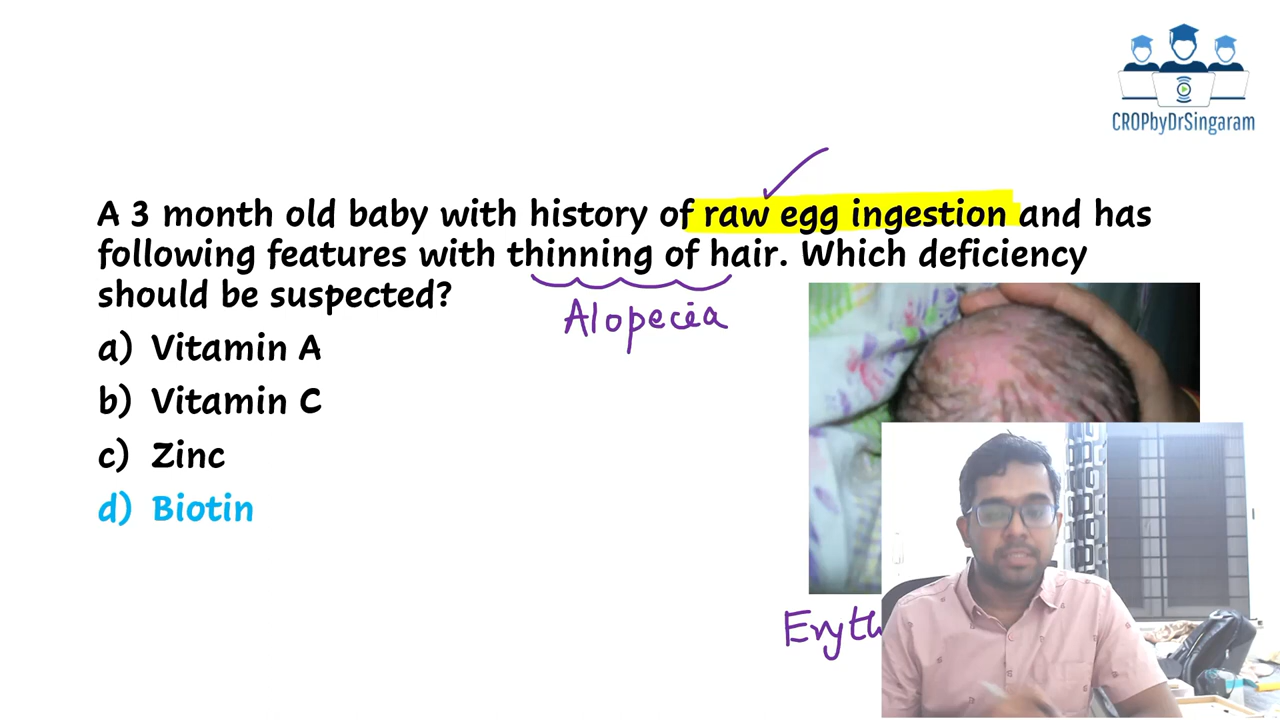 CROPbyDrSingaram
A 3 month old baby with history of raw egg ingestion and has
following features with thinning of hair. Which deficiency
should be suspected?
Alopecia
a) Vitamin A
b) Vitamin C
c) Zinc
d) Biotin